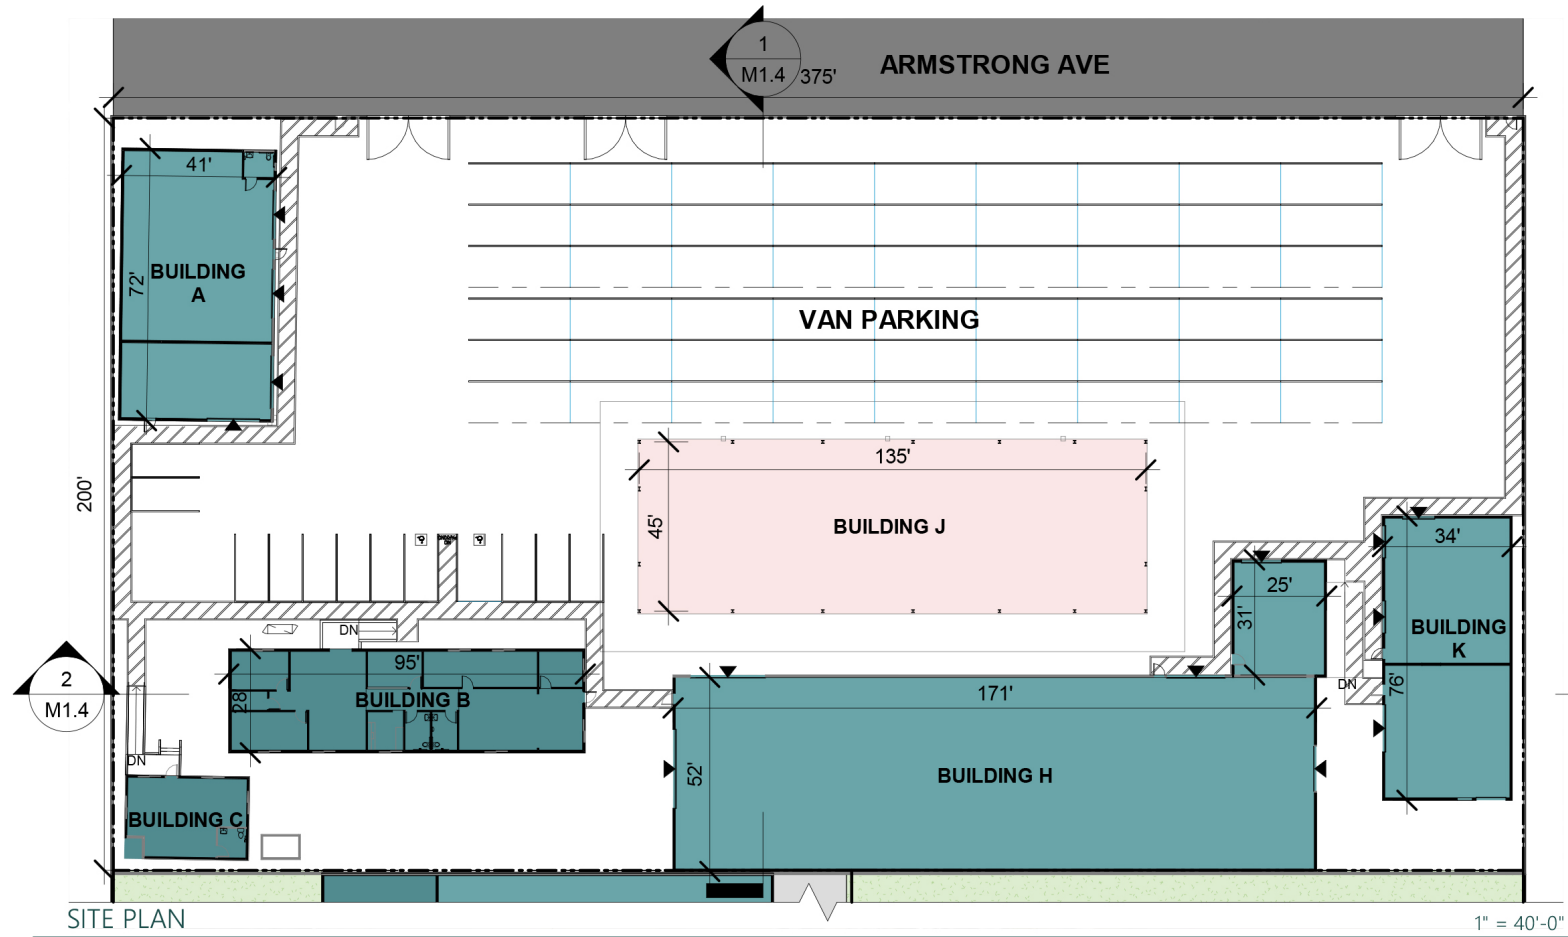 1
M1.4
375'
ARMSTRONG AVE
41'
72'
BUILDING
A
VAN PARKING
200'
135'
45'
BUILDING J
34'
25'
31'
BUILDING
K
76'
DN
DN
95'
28'
BUILDING B
2
M1.4
171'
DN
52'
BUILDING H
BUILDING C
SITE PLAN
1" = 40'-0"